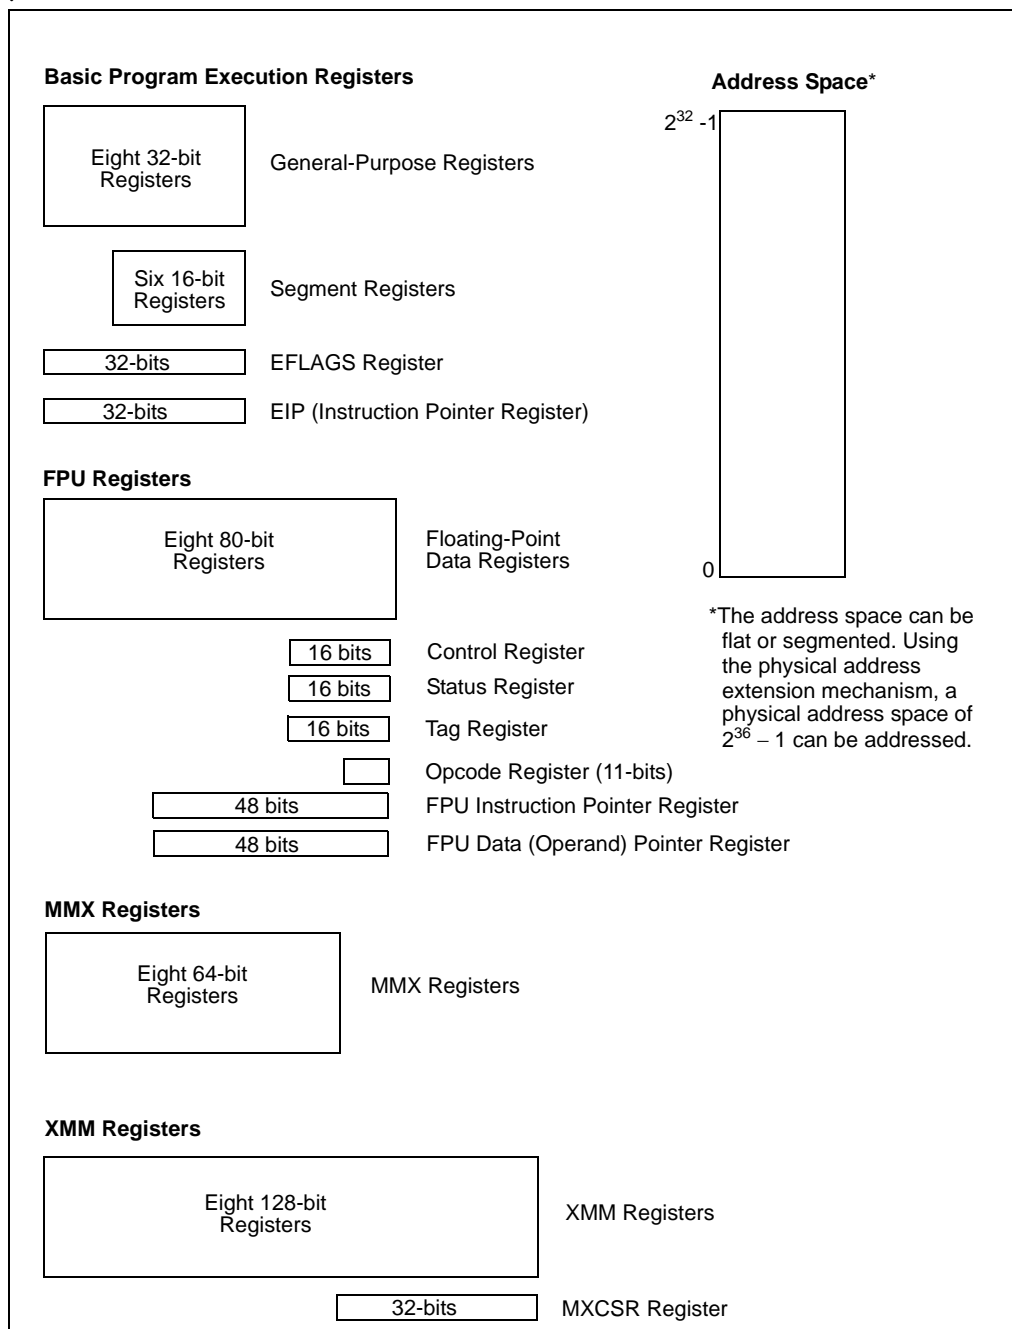 Basic Program Execution Registers
Eight 32-bit
Registers
General-Purpose Registers
Six 16-bit
Registers
Segment Registers
32-bits
EFLAGS Register
32-bits
EIP (Instruction Pointer Register)
FPU Registers
Eight 80-bit
Registers
Floating-Point
Data Registers
16 bits
Control Register
16 bits
Status Register
16 bits
Tag Register
Opcode Register (11-bits)
48 bits
FPU Instruction Pointer Register
48 bits
FPU Data (Operand) Pointer Register
MMX Registers
Eight 64-bit
Registers
MMX Registers
XMM Registers
Eight 128-bit
Registers
XMM Registers
32-bits
MXCSR Register
Address Space*
2^32 -1
0
*The address space can be
flat or segmented. Using
the physical address
extension mechanism, a
physical address space of
2^36 – 1 can be addressed.